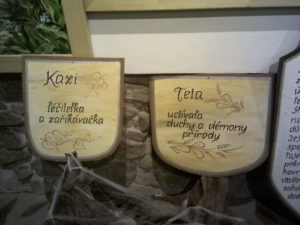 Kazi
léčitelka
a zaříkávačka
Teta
uctívala
duchy a démony
přírody